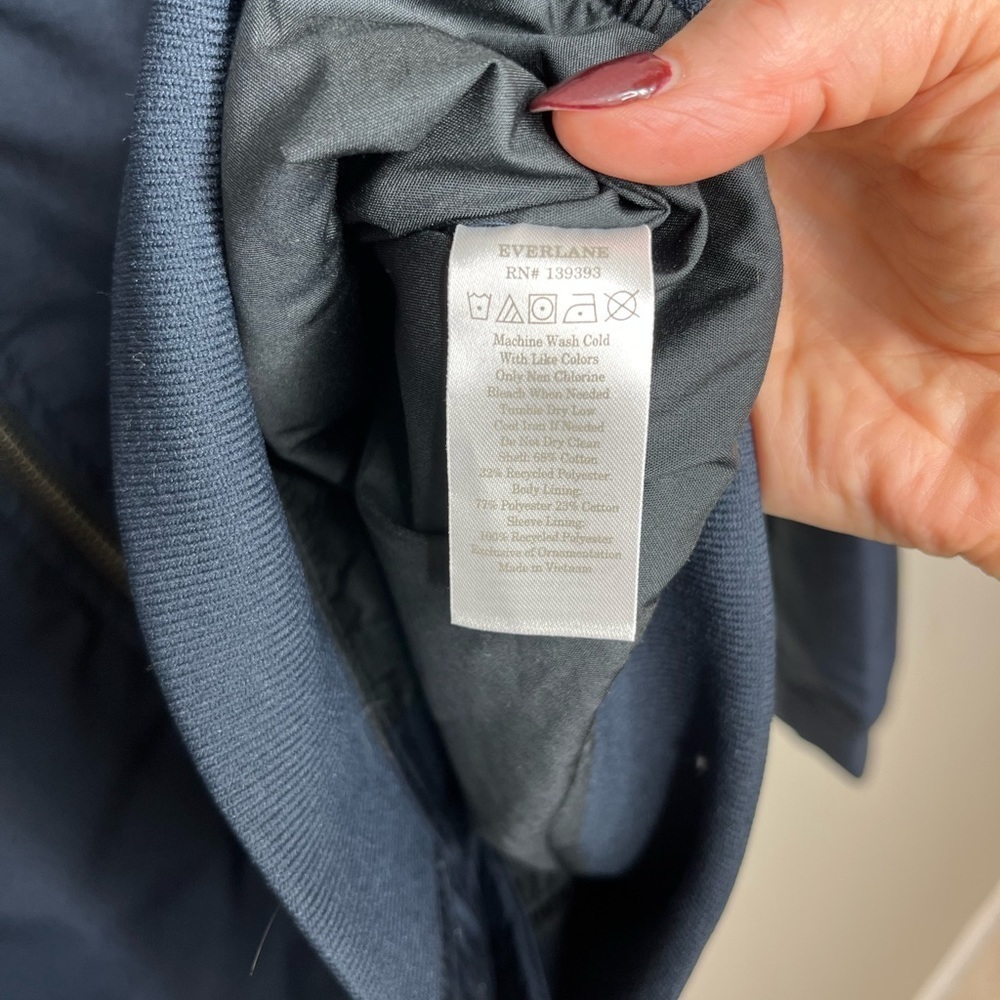 EVERLANE
RN# 139393
Machine Wash Cold
With Like Colors
Only Non Chlorine
Bleach When Needed
Tumble Dry Low
Cool Iron If Needed
Do Not Dry Clean
Shell: 68% Cotton
32% Recycled Polyester
Body Lining:
77% Polyester 23% Cotton
Sleeve Lining:
100% Recycled Polyester
Exclusive of Ornamentation
Made in Vietnam